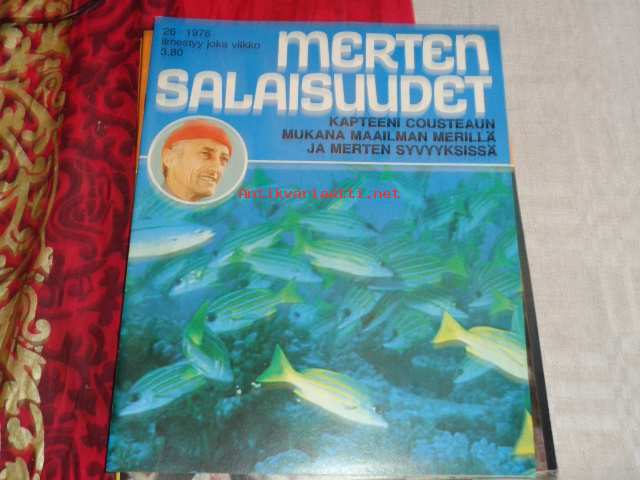 26 · 1976
ilmestyy joka viikko
3.80
MERTEN
SALAISUUDET
KAPTEENI COUSTEAUN
MUKANA MAAILMAN MERILLÄ
JA MERTEN SYVYYKSISSÄ
Antikvariaatti.net